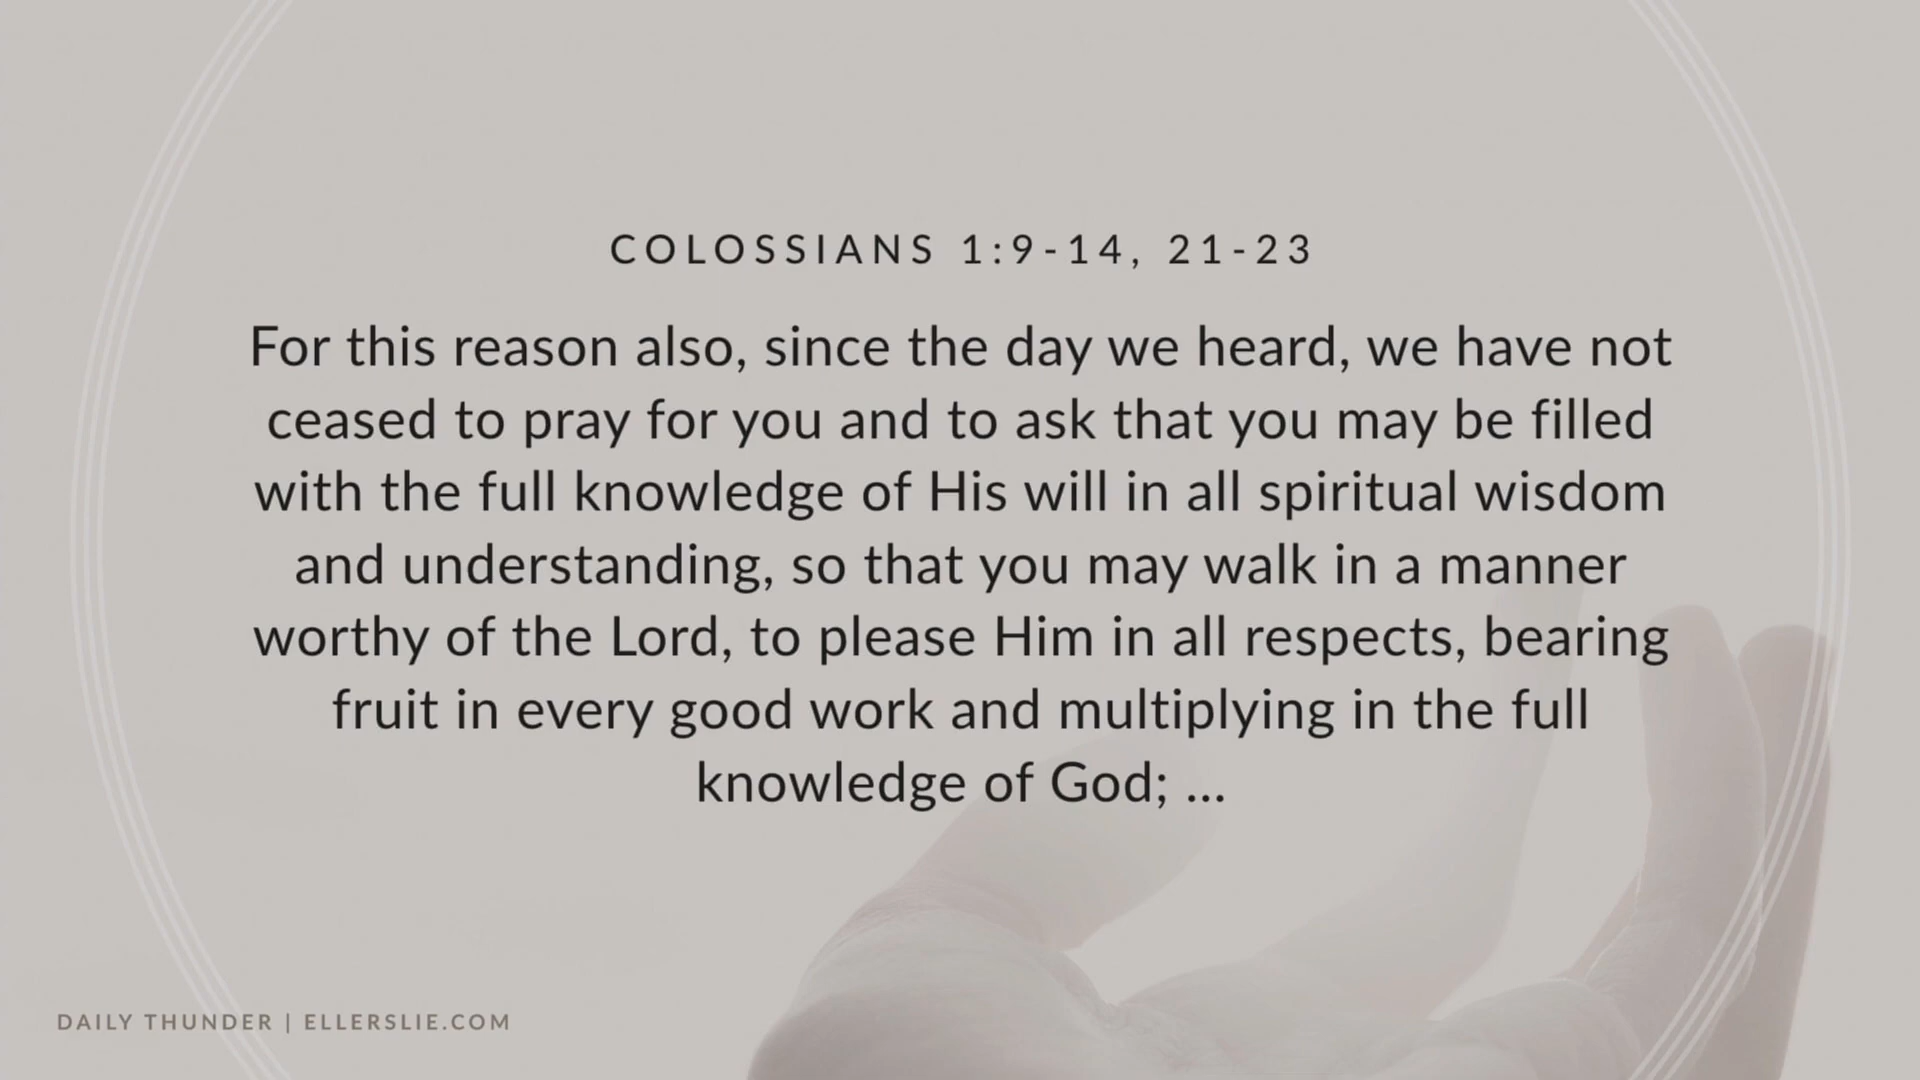 COLOSSIANS 1:9-14, 21-23
For this reason also, since the day we heard, we have not
ceased to pray for you and to ask that you may be filled
with the full knowledge of His will in all spiritual wisdom
and understanding, so that you may walk in a manner
worthy of the Lord, to please Him in all respects, bearing
fruit in every good work and multiplying in the full
knowledge of God; ...
DAILY THUNDER | ELLERSLIE.COM